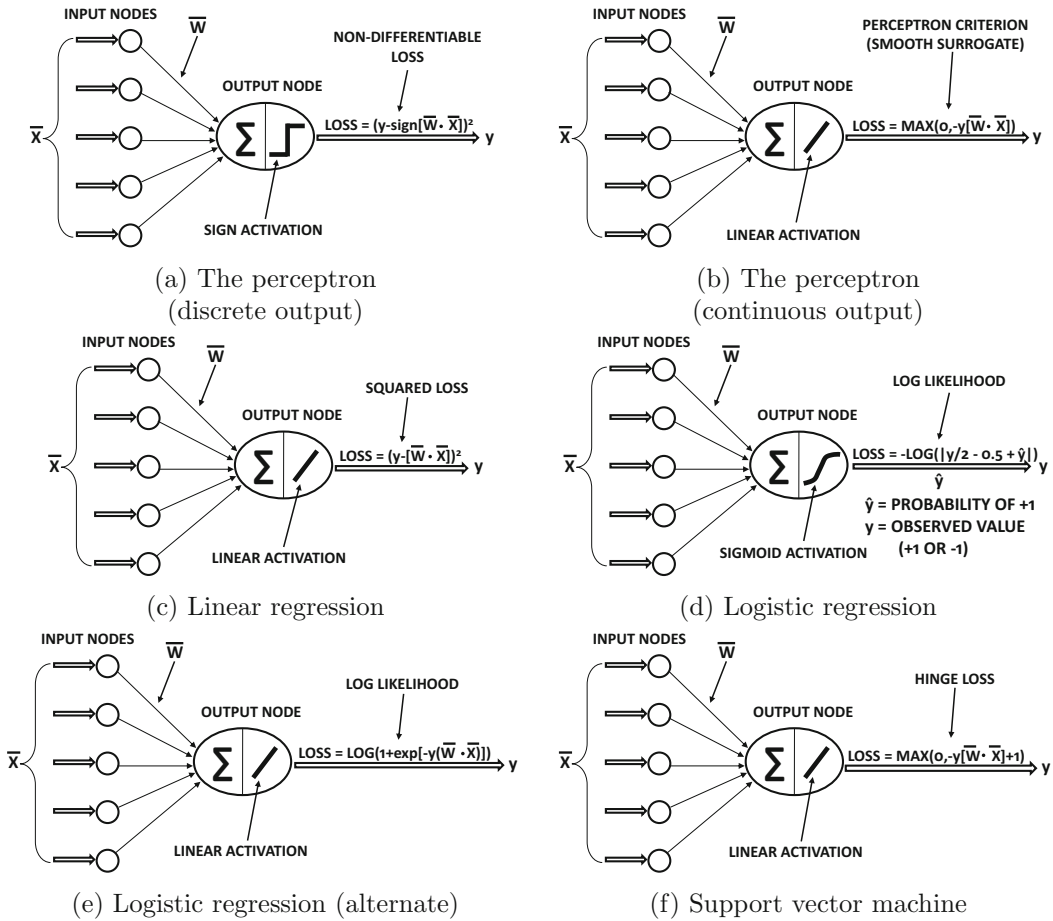 INPUT NODES
W̅
NON-DIFFERENTIABLE
LOSS
OUTPUT NODE
X̅
∑
LOSS = (y-sign[W̅·X̅])²
y
SIGN ACTIVATION
(a) The perceptron
(discrete output)
INPUT NODES
W̅
PERCEPTRON CRITERION
(SMOOTH SURROGATE)
OUTPUT NODE
X̅
∑
LOSS = MAX(0,-y[W̅·X̅])
y
LINEAR ACTIVATION
(b) The perceptron
(continuous output)
INPUT NODES
W̅
SQUARED LOSS
OUTPUT NODE
X̅
∑
LOSS = (y-[W̅·X̅])²
y
LINEAR ACTIVATION
(c) Linear regression
INPUT NODES
W̅
LOG LIKELIHOOD
OUTPUT NODE
X̅
∑
LOSS = -LOG(|y/2 - 0.5 + ŷ|)
y
ŷ
ŷ = PROBABILITY OF +1
y = OBSERVED VALUE
(+1 OR -1)
SIGMOID ACTIVATION
(d) Logistic regression
INPUT NODES
W̅
LOG LIKELIHOOD
OUTPUT NODE
X̅
∑
LOSS = LOG(1+exp[-y(W̅·X̅)])
y
LINEAR ACTIVATION
(e) Logistic regression (alternate)
INPUT NODES
W̅
HINGE LOSS
OUTPUT NODE
X̅
∑
LOSS = MAX(0,-y[W̅·X̅]+1)
y
LINEAR ACTIVATION
(f) Support vector machine